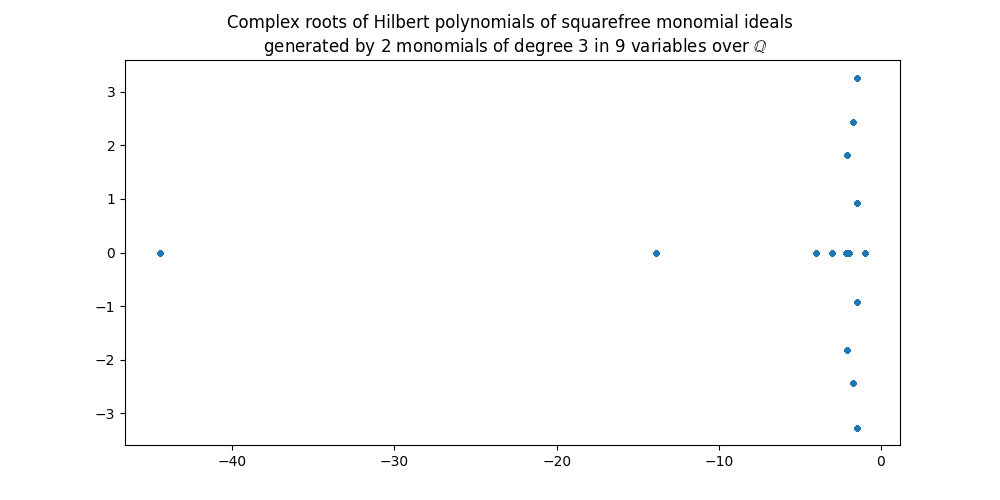 Complex roots of Hilbert polynomials of squarefree monomial ideals
generated by 2 monomials of degree 3 in 9 variables over ℚ
3
2
1
0
−1
−2
−3
−40 −30 −20 −10 0